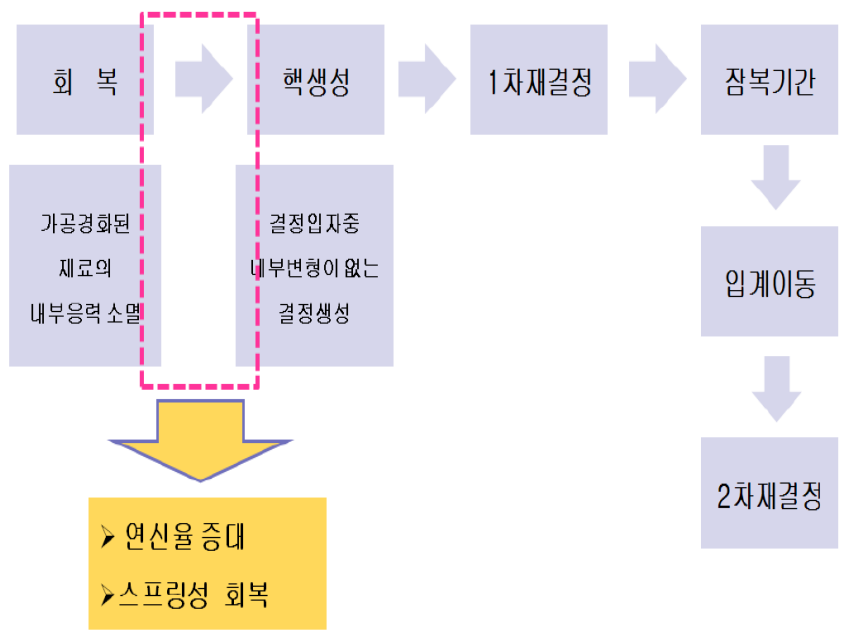 회 복
핵생성
1차재결정
잠복기간
가공경화된
재료의
내부응력 소멸
결정입자중
내부변형이 없는
결정생성
입계이동
2차재결정
➢ 연신율 증대
➢ 스프링성 회복